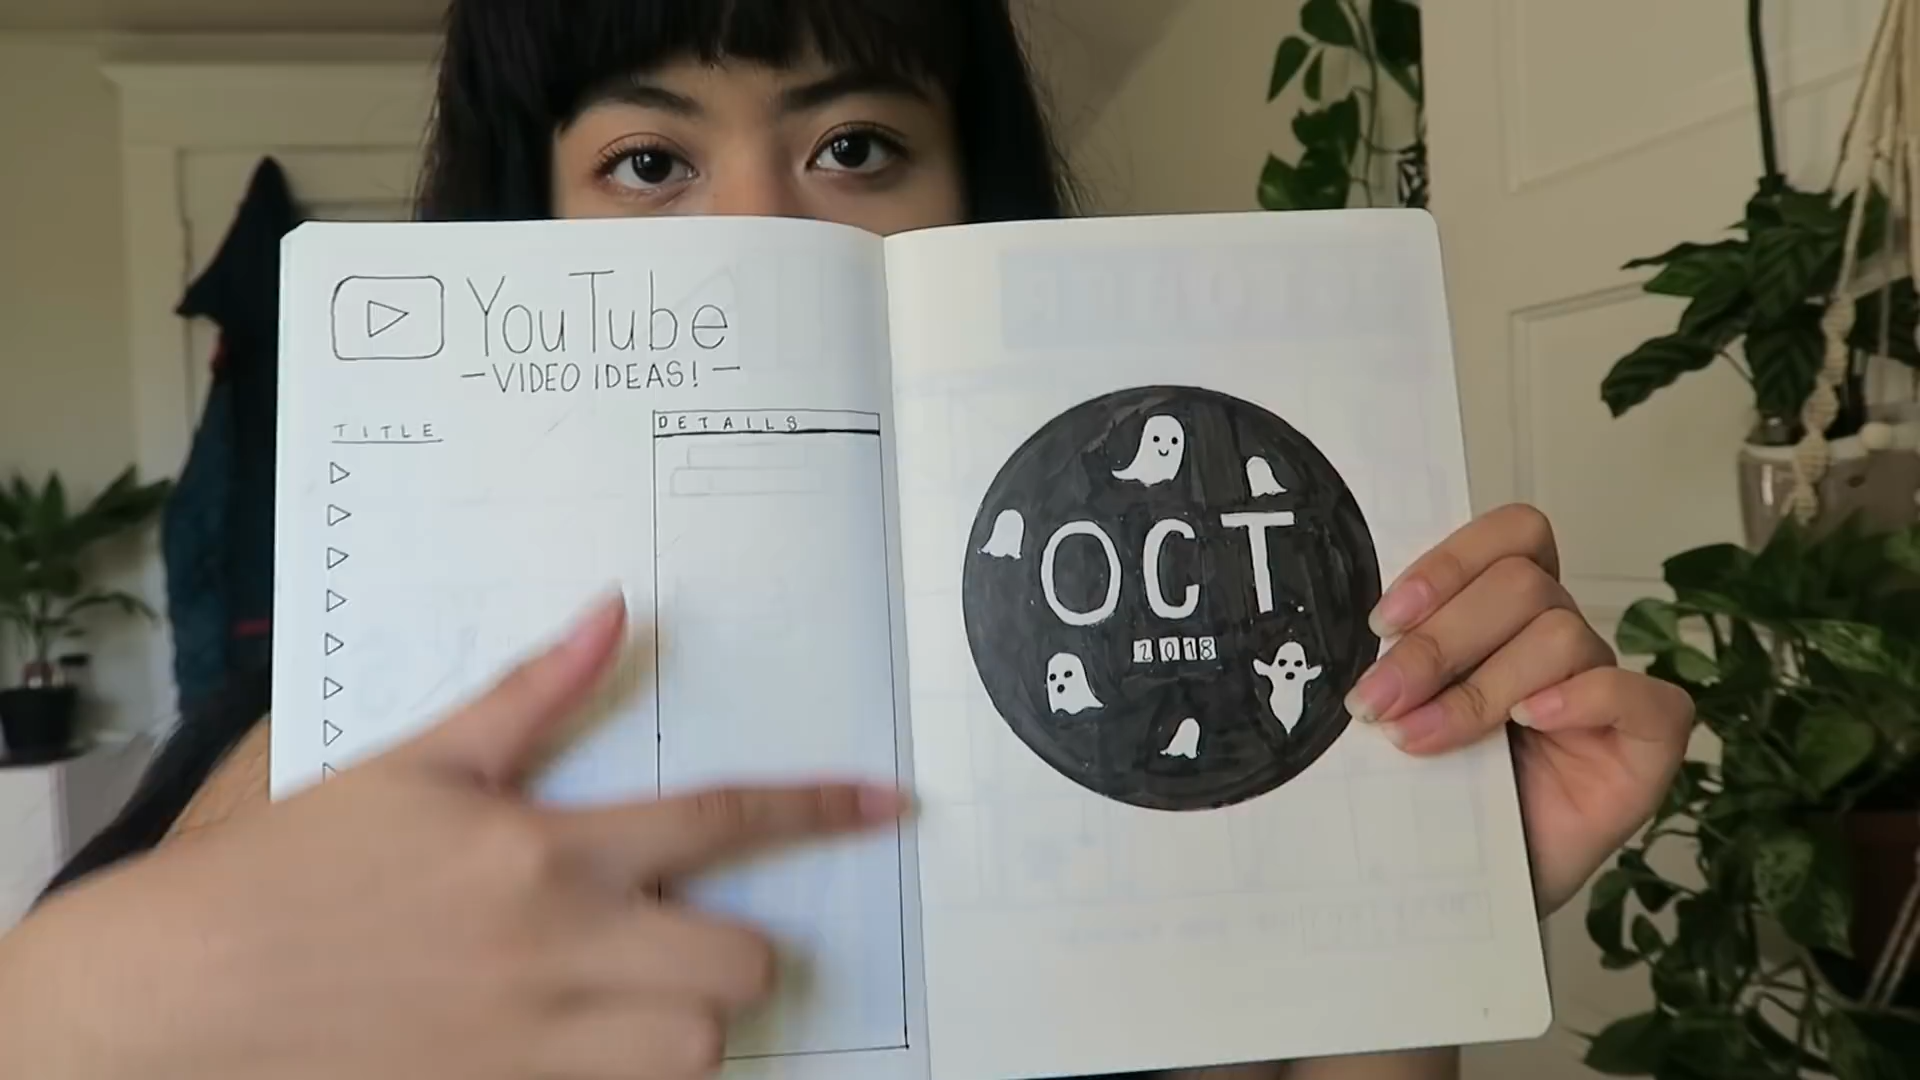 YouTube
-VIDEO IDEAS!-
TITLE
DETAILS
OCT.
2018